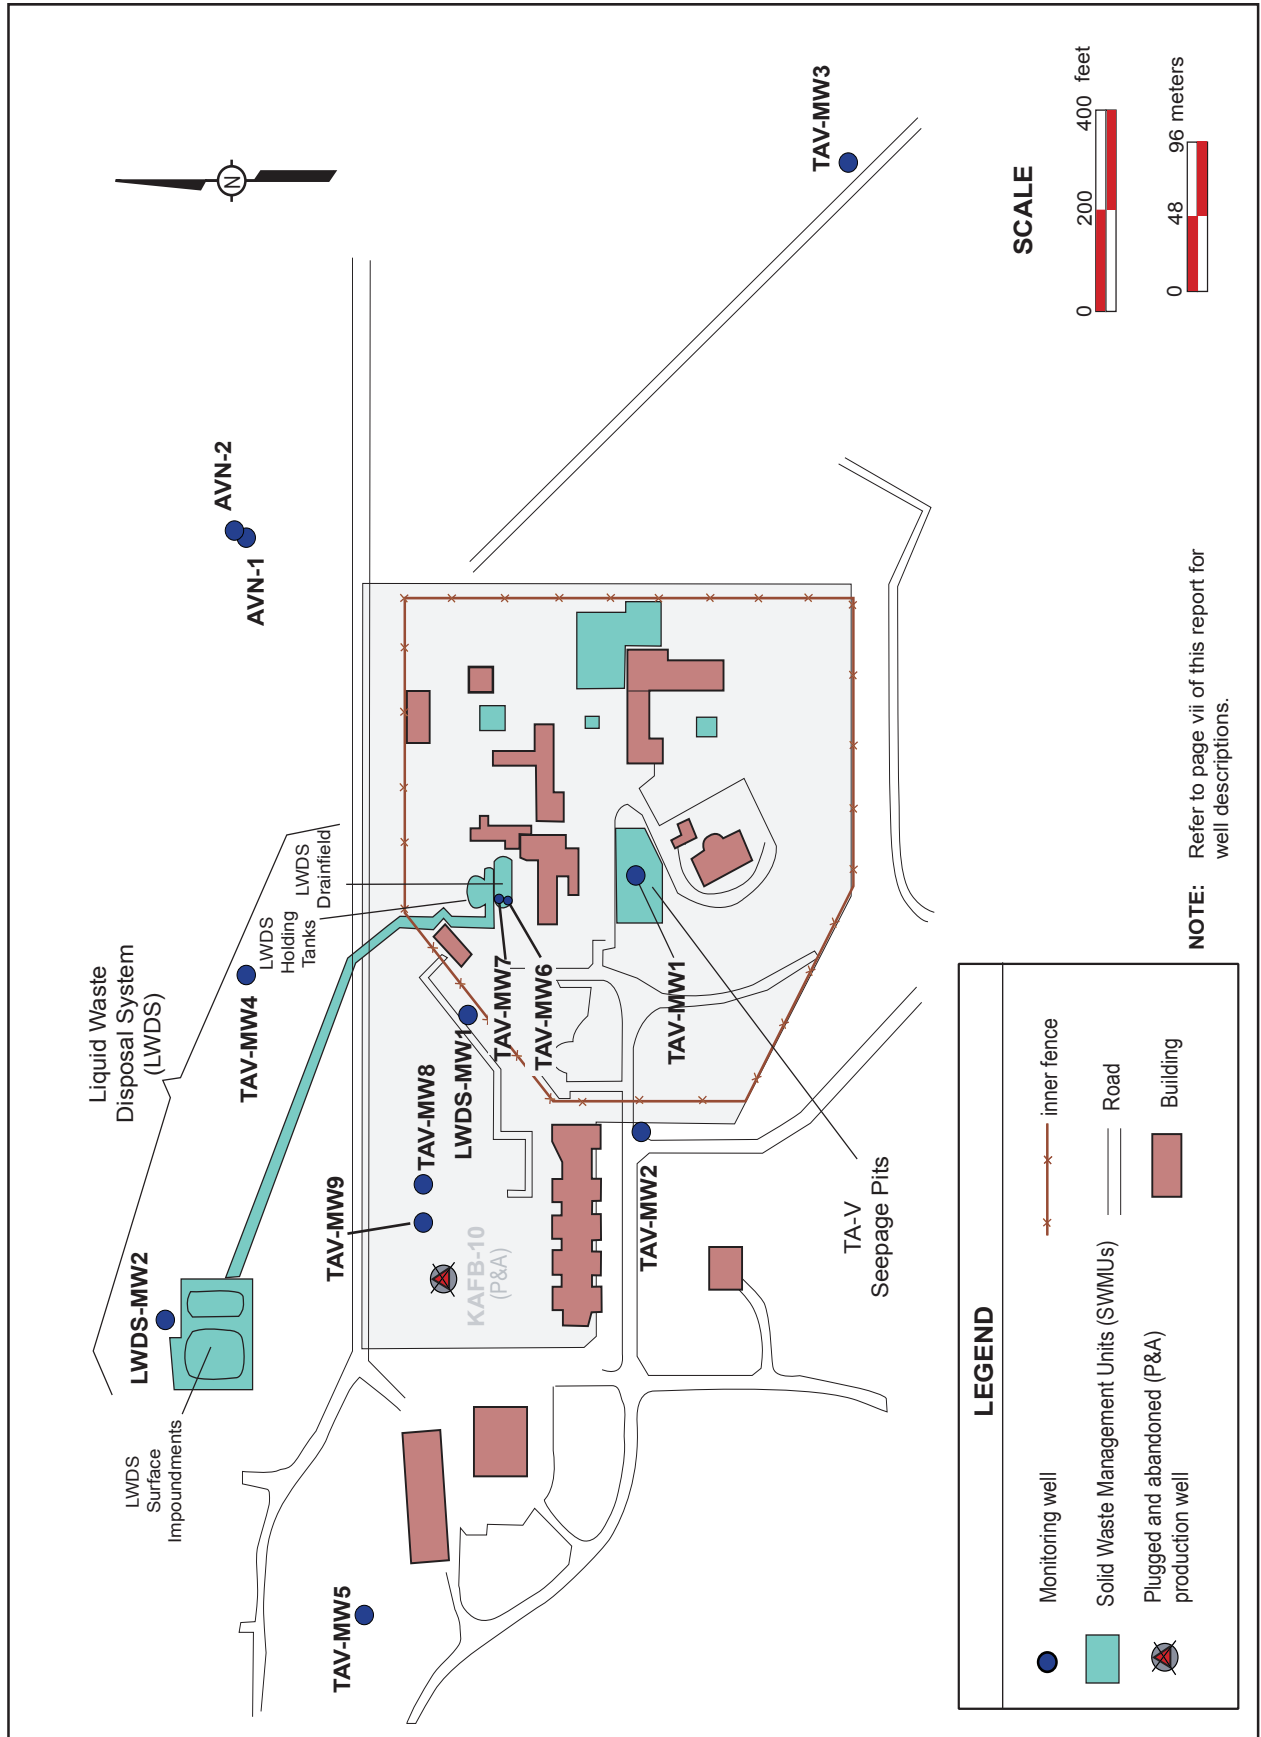 Liquid Waste
Disposal System
(LWDS)
LWDS
Surface
Impoundments
LWDS-MW2
TAV-MW4
LWDS
Holding
Tanks
LWDS
Drainfield
AVN-1
AVN-2
N
TAV-MW5
TAV-MW9
TAV-MW8
LWDS-MW1
TAV-MW7
TAV-MW6
KAFB-10
(P&A)
TAV-MW2
TAV-MW1
TA-V
Seepage Pits
TAV-MW3
SCALE
0 200 400 feet
0 48 96 meters
LEGEND
Monitoring well
Solid Waste Management Units (SWMUs)
Plugged and abandoned (P&A)
production well
inner fence
Road
Building
NOTE: Refer to page vii of this report for
well descriptions.